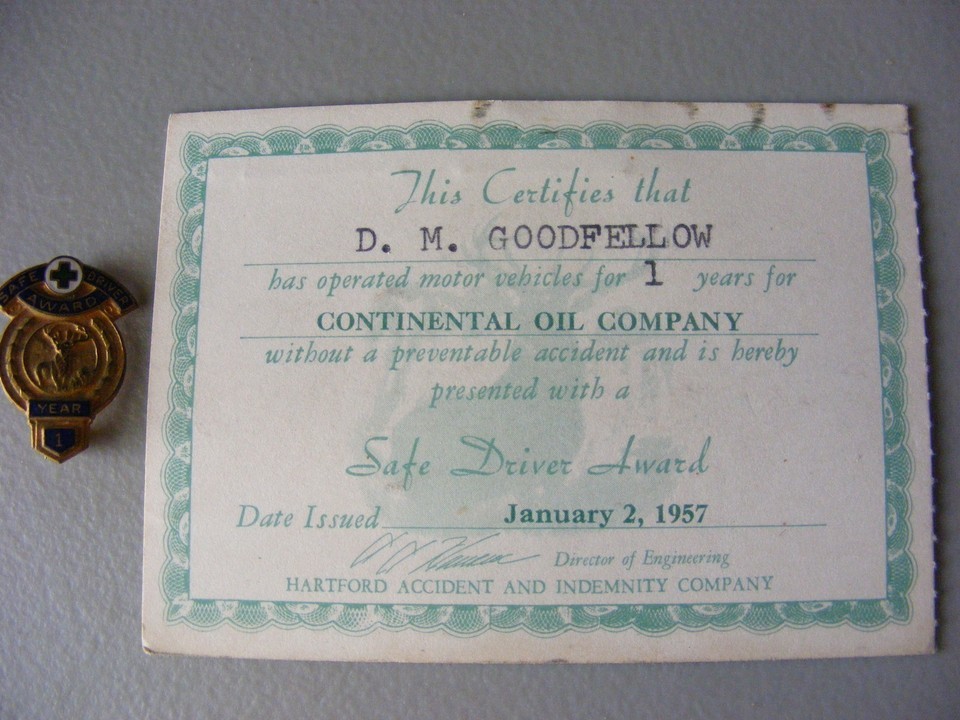 SAFE DRIVER
AWARD
YEAR
1
This Certifies that
D. M. GOODFELLOW
has operated motor vehicles for 1 years for
CONTINENTAL OIL COMPANY
without a preventable accident and is hereby
presented with a
Safe Driver Award
Date Issued January 2, 1957
Director of Engineering
HARTFORD ACCIDENT AND INDEMNITY COMPANY